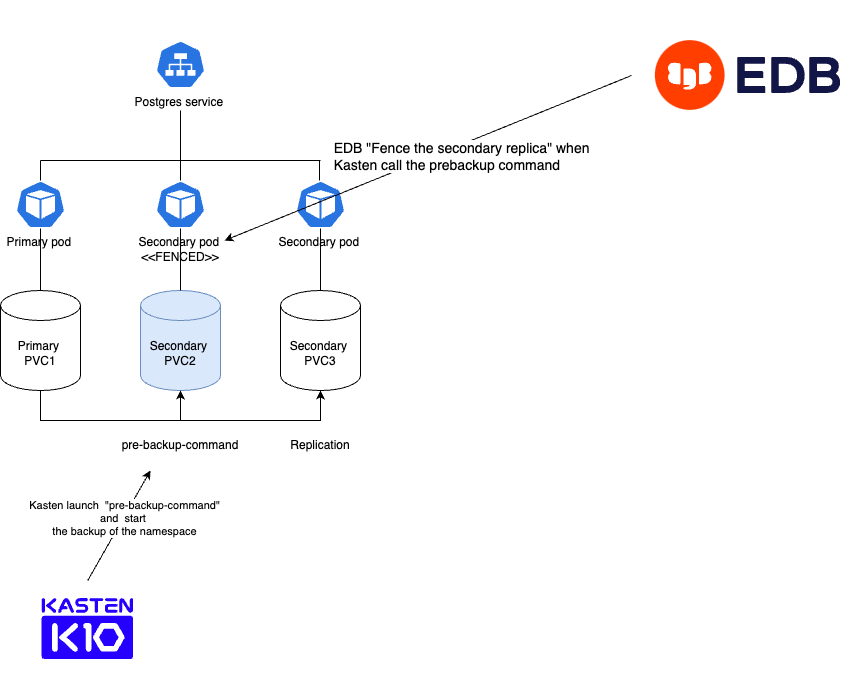 EDB
Postgres service
EDB "Fence the secondary replica" when
Kasten call the prebackup command
Primary pod
Secondary pod
<<FENCED>>
Secondary pod
Primary
PVC1
Secondary
PVC2
Secondary
PVC3
pre-backup-command
Replication
Kasten launch "pre-backup-command"
and start
the backup of the namespace
KASTEN
K10